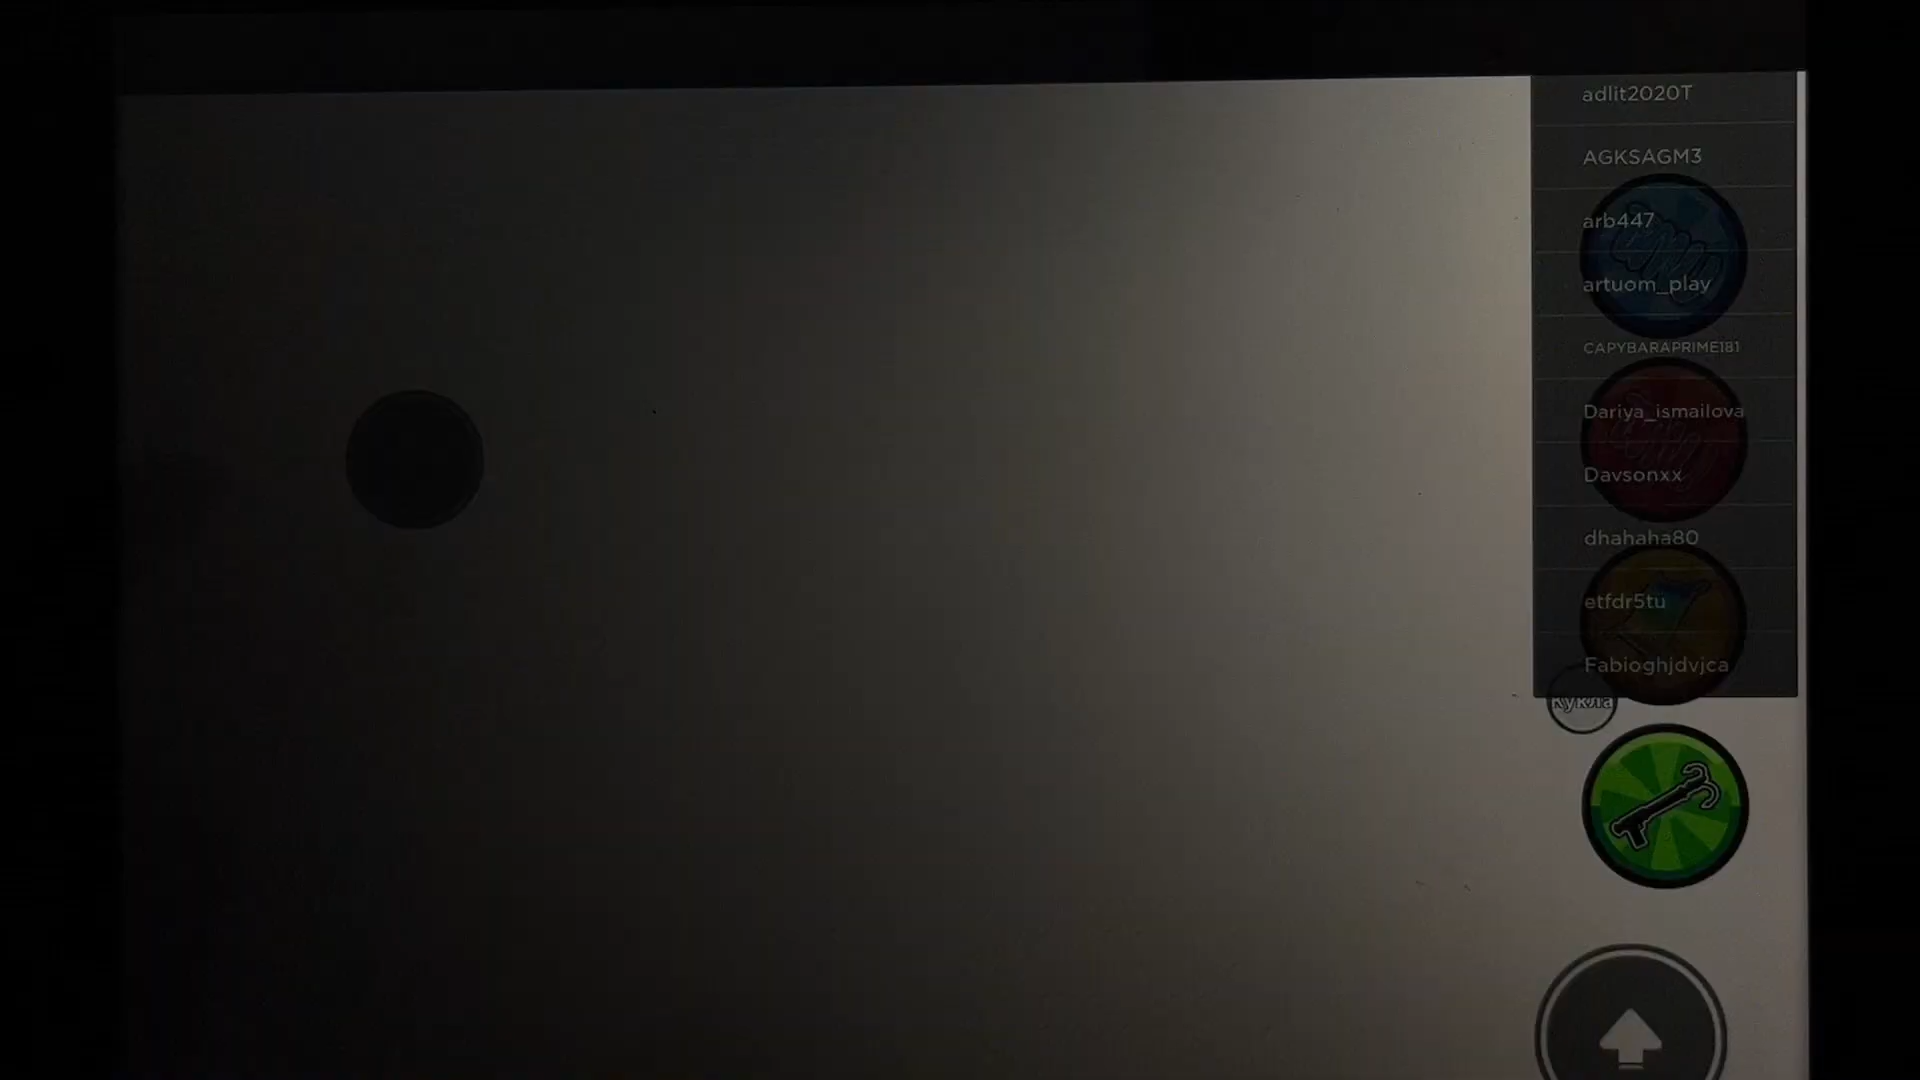 adlit2020T
AGKSAGM3
arb447
artuom_play
CAPYBARAPRIME181
Dariya_ismailova
Davsonxx
dhahaha80
etfdr5tu
Fabioghjdvjca
кукла